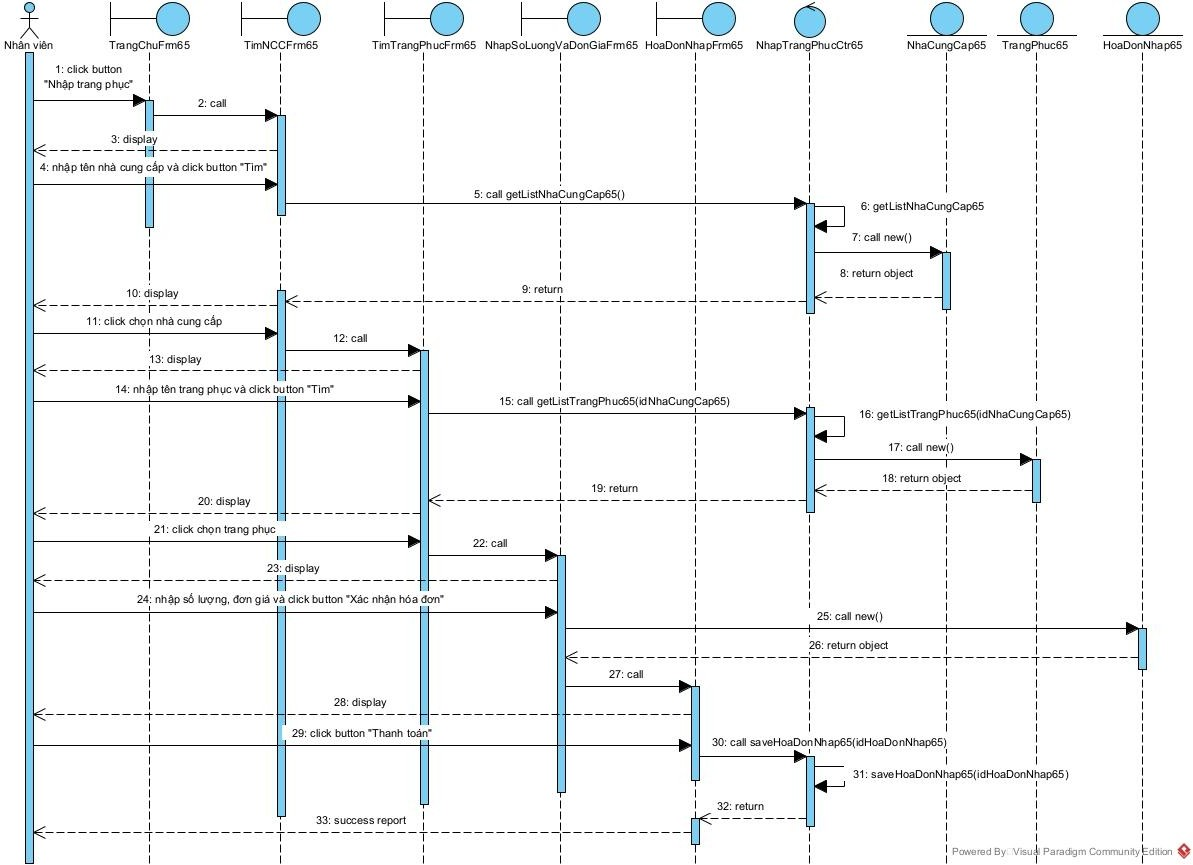 Nhân viên
TrangChuFrm65
TimNCCFrm65
TimTrangPhucFrm65
NhapSoLuongVaDonGiaFrm65
HoaDonNhapFrm65
NhapTrangPhucCtr65
NhaCungCap65
TrangPhuc65
HoaDonNhap65
1: click button
"Nhập trang phục"
2: call
3: display
4: nhập tên nhà cung cấp và click button "Tìm"
5: call getListNhaCungCap65()
6: getListNhaCungCap65
7: call new()
8: return object
9: return
10: display
11: click chọn nhà cung cấp
12: call
13: display
14: nhập tên trang phục và click button "Tìm"
15: call getListTrangPhuc65(idNhaCungCap65)
16: getListTrangPhuc65(idNhaCungCap65)
17: call new()
18: return object
19: return
20: display
21: click chọn trang phục
22: call
23: display
24: nhập số lượng, đơn giá và click button "Xác nhận hóa đơn"
25: call new()
26: return object
27: call
28: display
29: click button "Thanh toán"
30: call saveHoaDonNhap65(idHoaDonNhap65)
31: saveHoaDonNhap65(idHoaDonNhap65)
32: return
33: success report
Powered By Visual Paradigm Community Edition